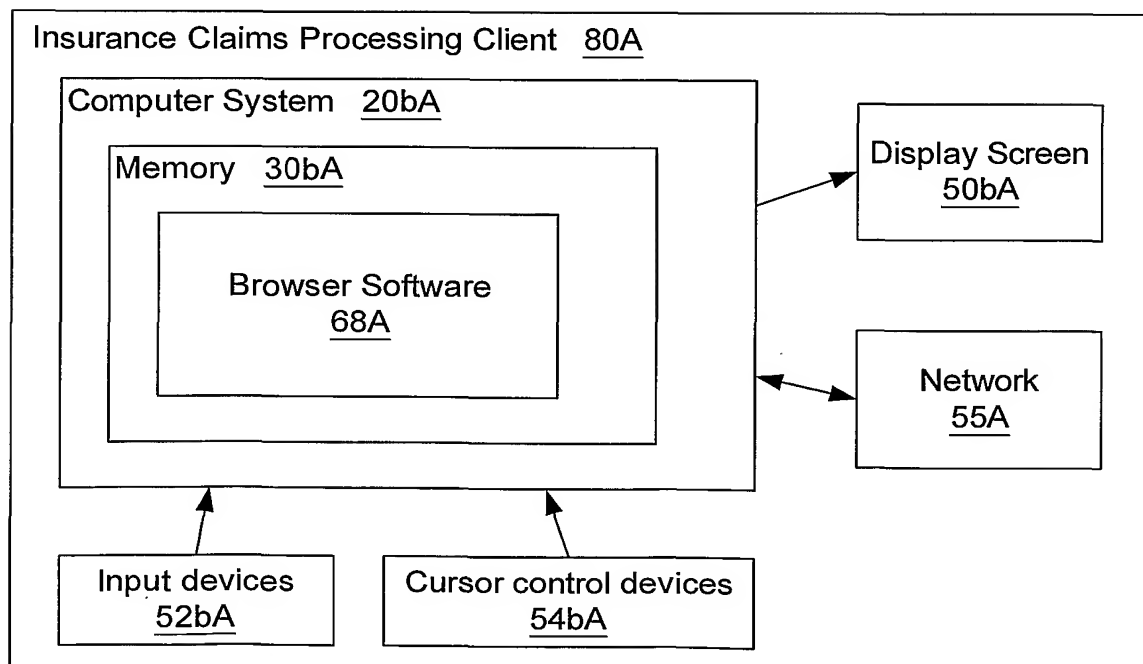 Insurance Claims Processing Client 80A
Computer System 20bA
Memory 30bA
Browser Software
68A
Display Screen
50bA
Network
55A
Input devices
52bA
Cursor control devices
54bA